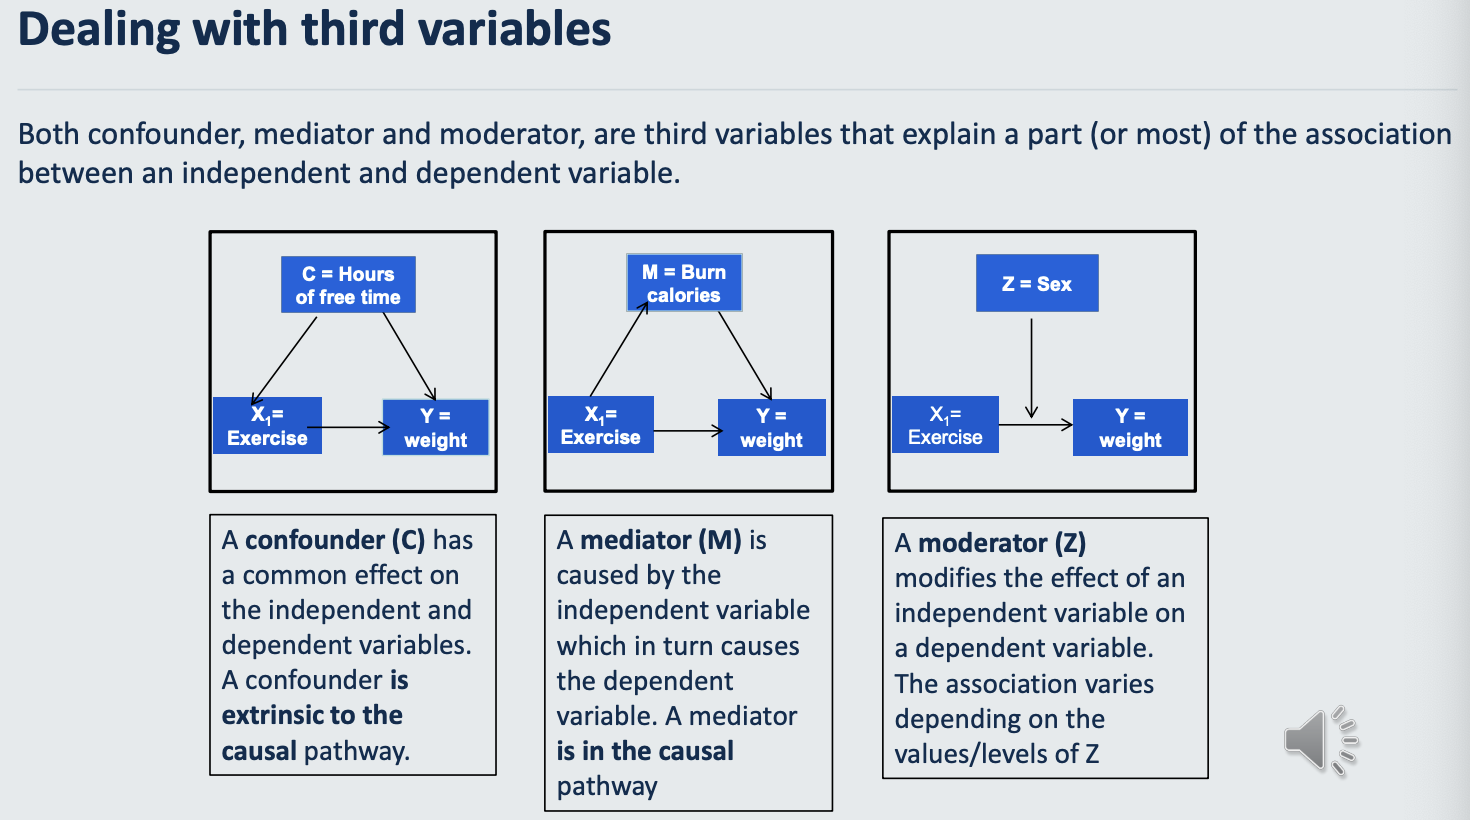 Dealing with third variables
Both confounder, mediator and moderator, are third variables that explain a part (or most) of the association
between an independent and dependent variable.
C = Hours
of free time
X₁=
Exercise
Y =
weight
M = Burn
calories
X₁=
Exercise
Y =
weight
Z = Sex
X₁=
Exercise
Y =
weight
A confounder (C) has
a common effect on
the independent and
dependent variables.
A confounder is
extrinsic to the
causal pathway.
A mediator (M) is
caused by the
independent variable
which in turn causes
the dependent
variable. A mediator
is in the causal
pathway
A moderator (Z)
modifies the effect of an
independent variable on
a dependent variable.
The association varies
depending on the
values/levels of Z